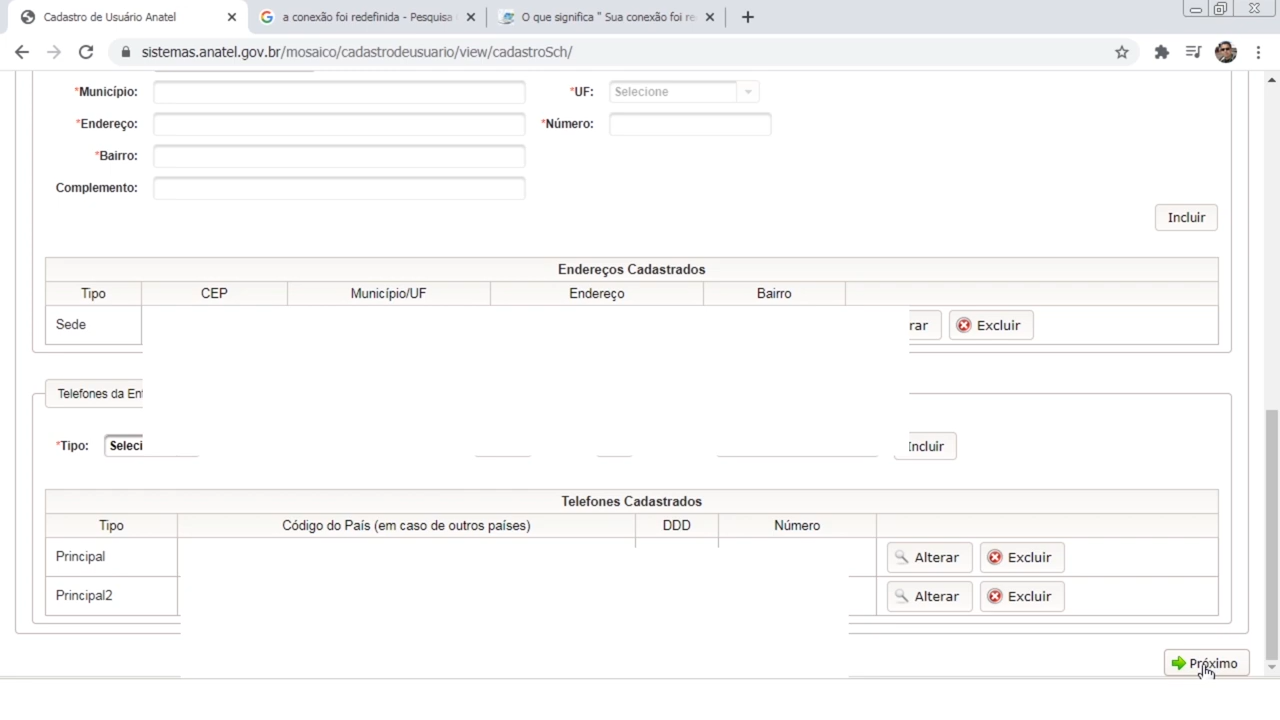 Cadastro de Usuário Anatel
a conexão foi redefinida - Pesquisa
O que significa " Sua conexão foi re
sistemas.anatel.gov.br/mosaico/cadastrodeusuario/view/cadastroSch/
*Município: *UF: Selecione
*Endereço: *Número:
*Bairro:
Complemento:
Incluir
Endereços Cadastrados
Tipo CEP Município/UF Endereço Bairro
Sede rar Excluir
Telefones da En
*Tipo: Seleci Incluir
Telefones Cadastrados
Tipo Código do País (em caso de outros países) DDD Número
Principal Alterar Excluir
Principal2 Alterar Excluir
Próximo